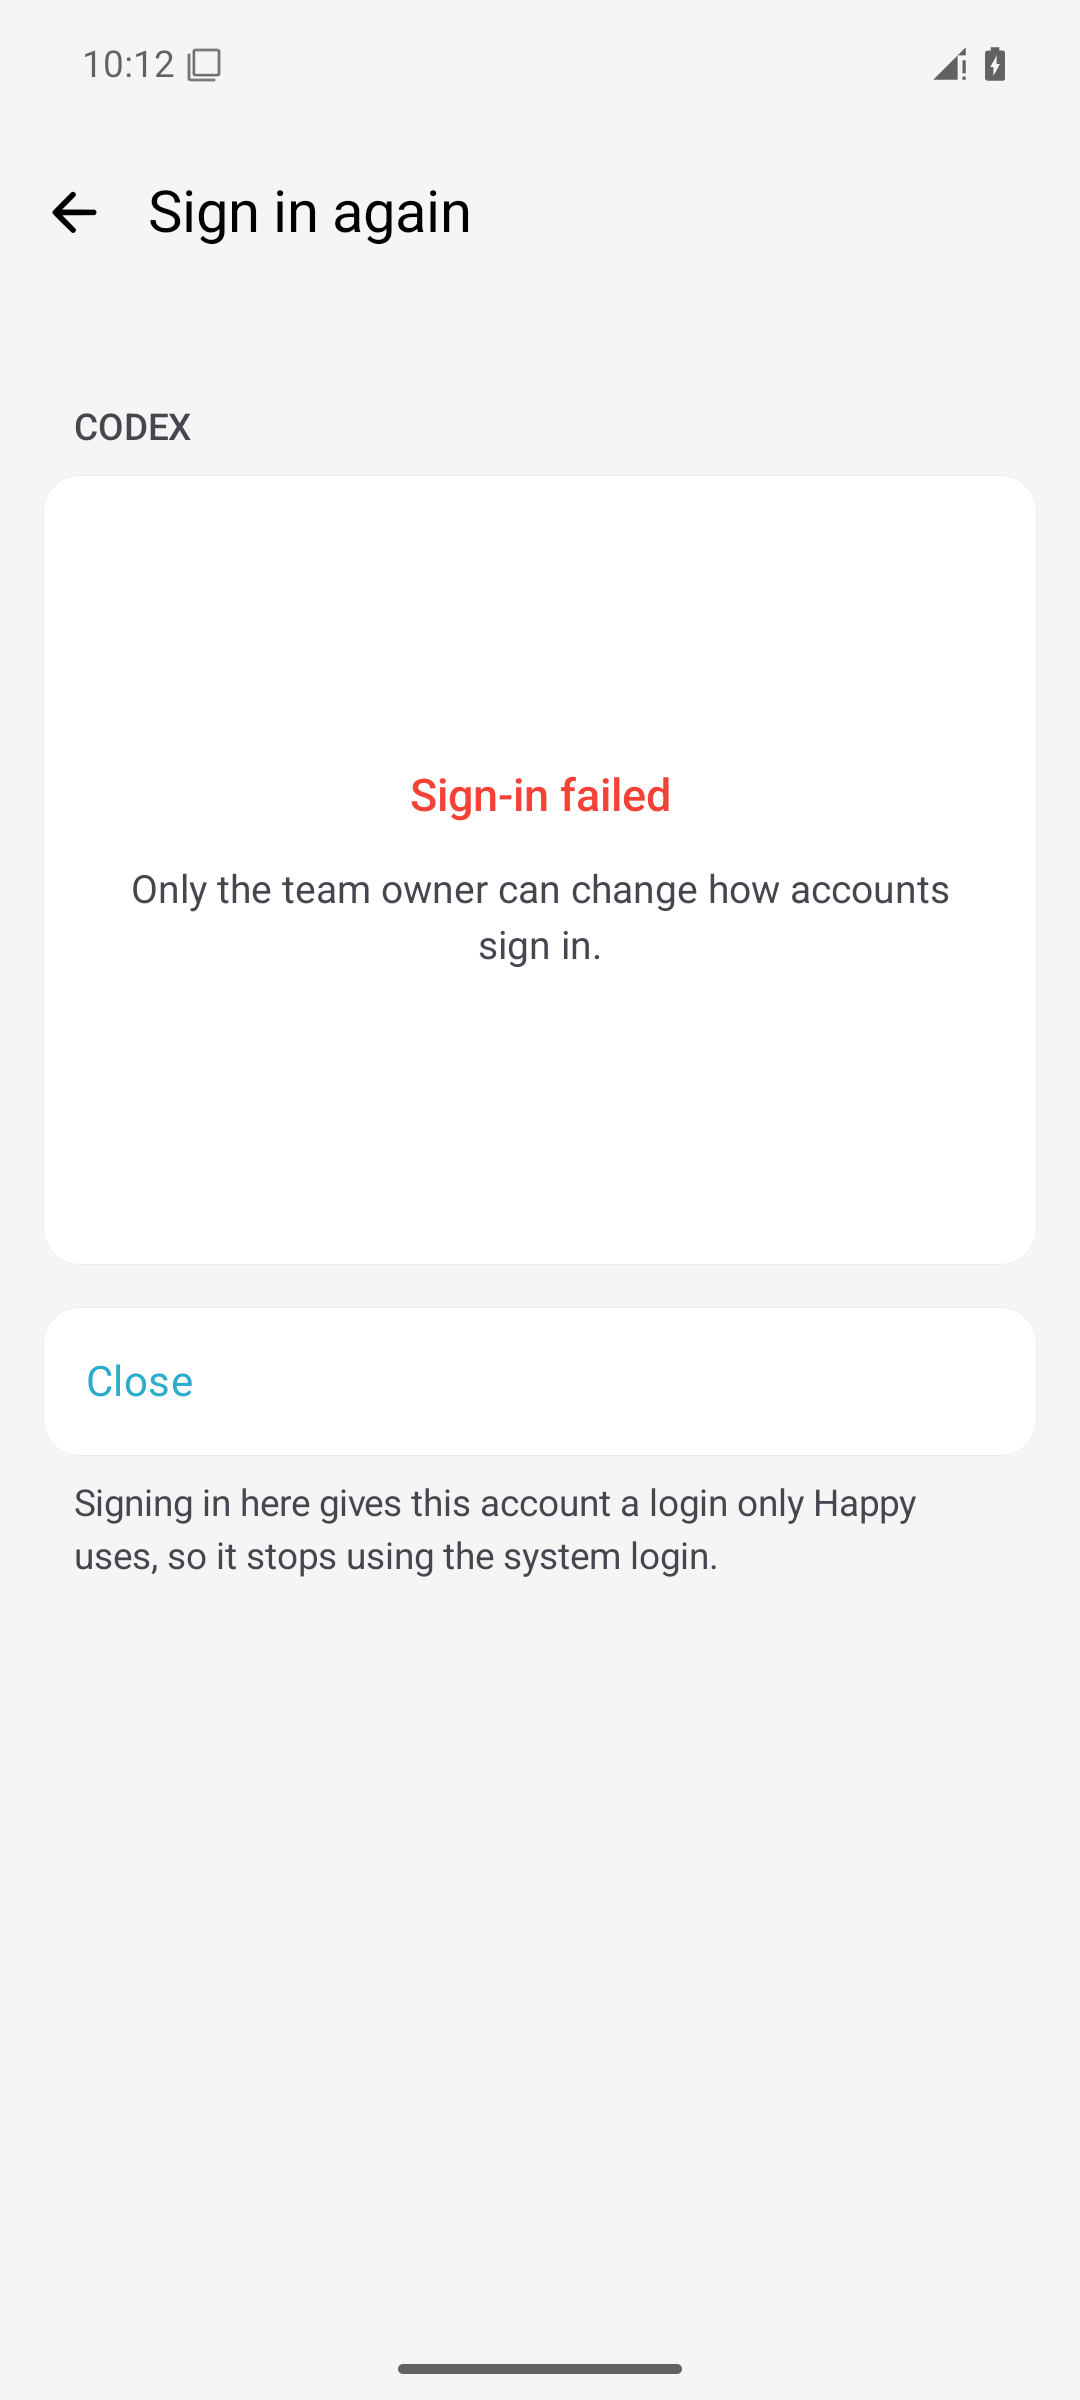 10:12
Sign in again
CODEX
Sign-in failed
Only the team owner can change how accounts
sign in.
Close
Signing in here gives this account a login only Happy
uses, so it stops using the system login.